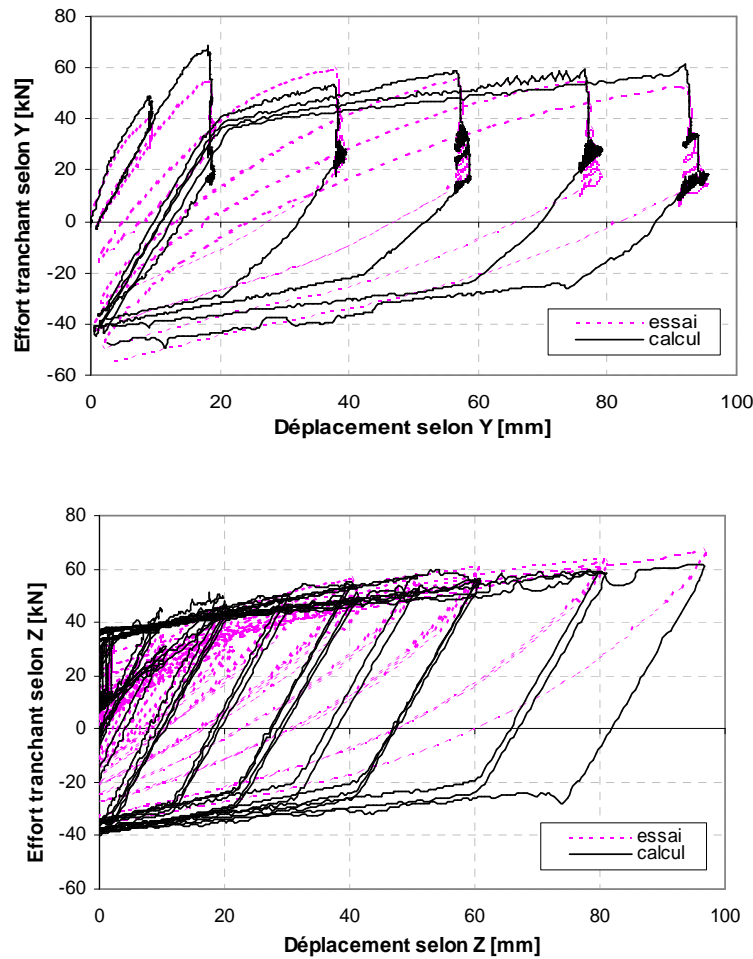 80
60
40
20
0
-20
-40
-60
Effort tranchant selon Y [kN]
essai
calcul
0 20 40 60 80 100
Déplacement selon Y [mm]
80
60
40
20
0
-20
-40
-60
Effort tranchant selon Z [kN]
essai
calcul
0 20 40 60 80 100
Déplacement selon Z [mm]